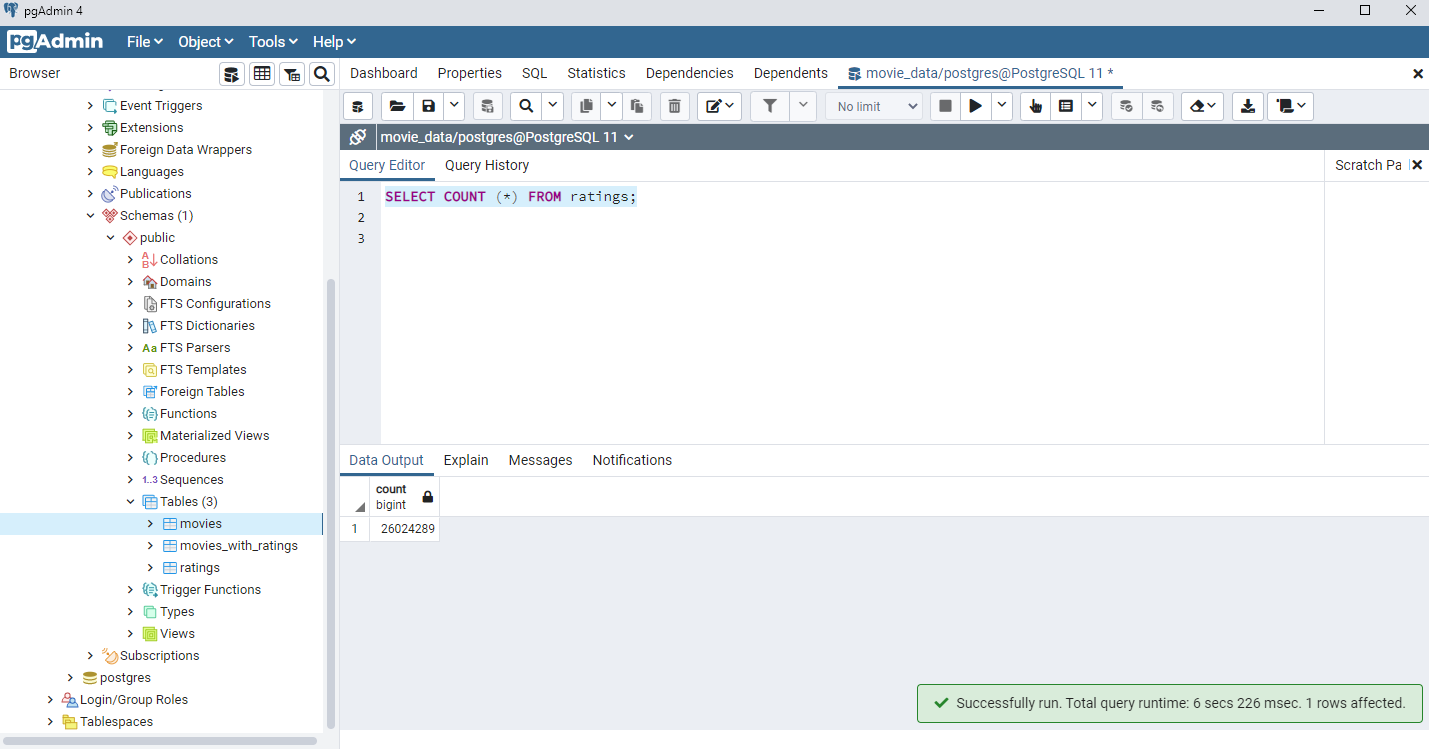 pgAdmin 4
pgAdmin File Object Tools Help
Browser
Dashboard Properties SQL Statistics Dependencies Dependents movie_data/postgres@PostgreSQL 11 *
Event Triggers
Extensions
Foreign Data Wrappers
Languages
Publications
Schemas (1)
public
Collations
Domains
FTS Configurations
FTS Dictionaries
Aa FTS Parsers
FTS Templates
Foreign Tables
Functions
Materialized Views
Procedures
1..3 Sequences
Tables (3)
movies
movies_with_ratings
ratings
Trigger Functions
Types
Views
Subscriptions
postgres
Login/Group Roles
Tablespaces
No limit
movie_data/postgres@PostgreSQL 11
Query Editor Query History
Scratch Pa
1 SELECT COUNT (*) FROM ratings;
2
3
Data Output Explain Messages Notifications
count
bigint
1 26024289
Successfully run. Total query runtime: 6 secs 226 msec. 1 rows affected.